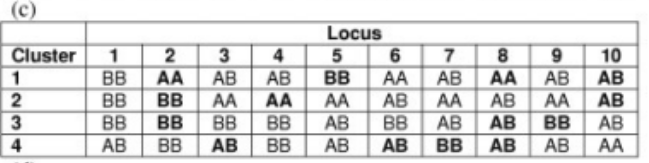 (c)
Locus
Cluster 1 2 3 4 5 6 7 8 9 10
1 BB AA AB AB BB AA AB AA AB AB
2 BB BB AA AA AA AB AA AB AA AB
3 BB BB BB BB AB BB AB AB BB AB
4 AB BB AB BB AB AB BB AB AB AA